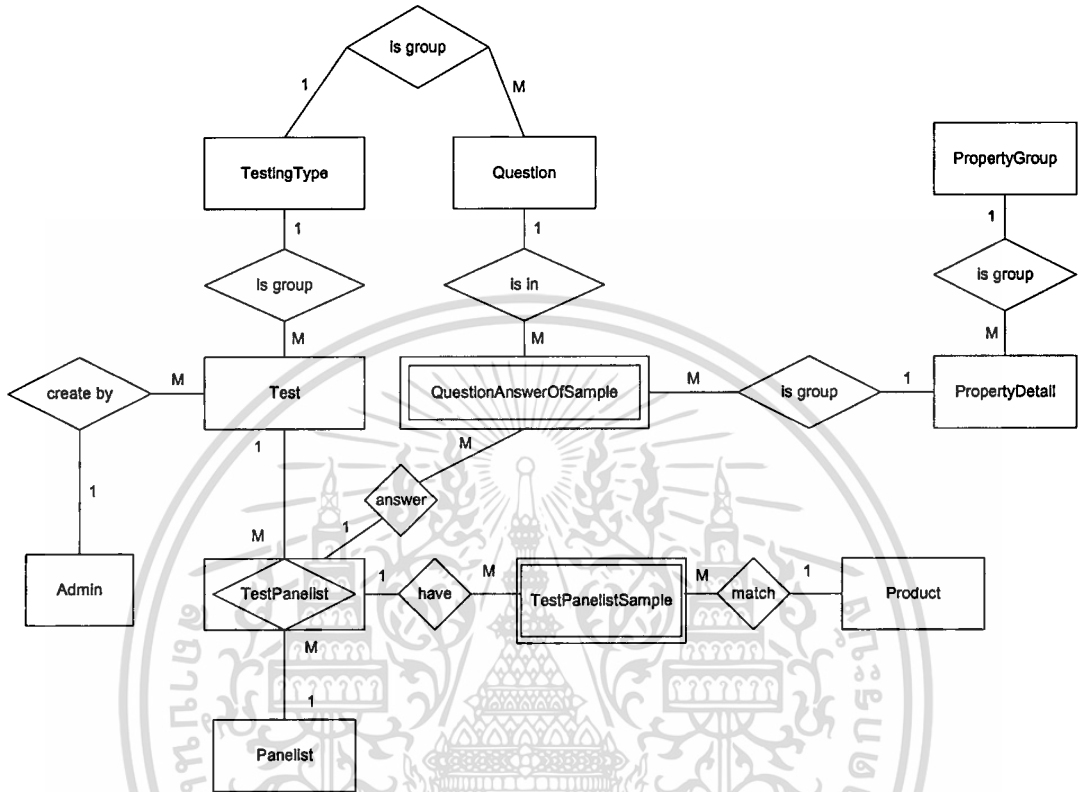 is group
1
M
TestingType
Question
PropertyGroup
1
1
1
is group
is in
is group
M
M
M
create by
M
Test
QuestionAnswerOfSample
M
is group
1
PropertyDetail
1
M
1
answer
1
M
Admin
TestPanelist
1
have
M
TestPanelistSample
M
match
1
Product
M
1
Panelist